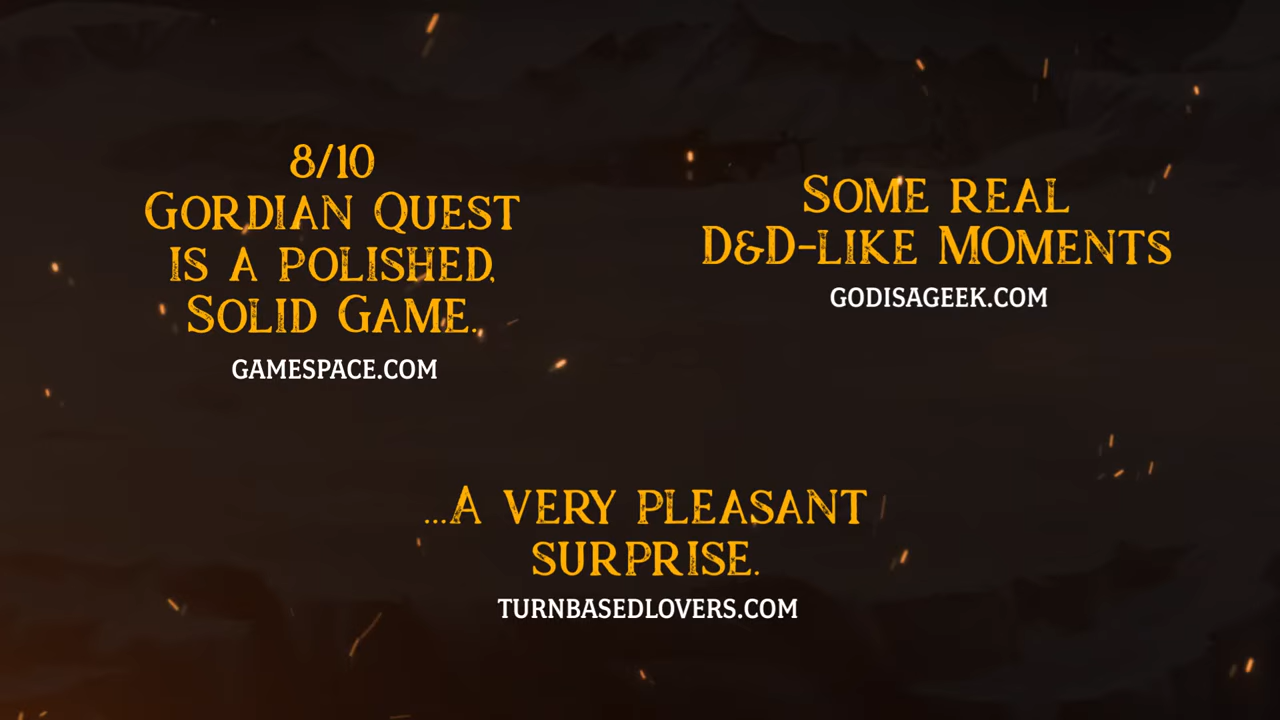 8/10
Gordian Quest
is a polished,
Solid Game.
GAMESPACE.COM
Some real
D&D-like Moments
GODISAGEEK.COM
...A very pleasant
surprise.
TURNBASEDLOVERS.COM